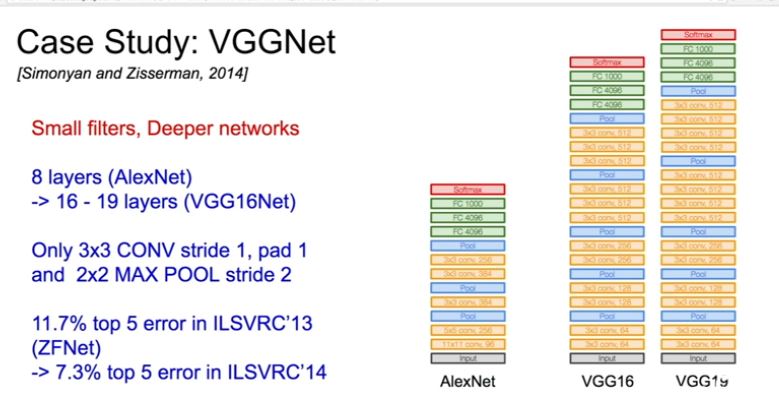 Case Study: VGGNet
[Simonyan and Zisserman, 2014]
Small filters, Deeper networks
8 layers (AlexNet)
-> 16 - 19 layers (VGG16Net)
Only 3x3 CONV stride 1, pad 1
and 2x2 MAX POOL stride 2
11.7% top 5 error in ILSVRC'13
(ZFNet)
-> 7.3% top 5 error in ILSVRC'14
Softmax
FC 1000
FC 4096
FC 4096
Pool
3x3 conv, 256
3x3 conv, 384
Pool
3x3 conv, 384
Pool
5x5 conv, 256
11x11 conv, 96
Input
AlexNet
Softmax
FC 1000
FC 4096
FC 4096
Pool
3x3 conv, 512
3x3 conv, 512
3x3 conv, 512
Pool
3x3 conv, 512
3x3 conv, 512
3x3 conv, 512
Pool
3x3 conv, 256
3x3 conv, 256
Pool
3x3 conv, 128
3x3 conv, 128
Pool
3x3 conv, 64
3x3 conv, 64
Input
VGG16
Softmax
FC 1000
FC 4096
FC 4096
Pool
3x3 conv, 512
3x3 conv, 512
3x3 conv, 512
3x3 conv, 512
Pool
3x3 conv, 512
3x3 conv, 512
3x3 conv, 512
3x3 conv, 512
Pool
3x3 conv, 256
3x3 conv, 256
Pool
3x3 conv, 128
3x3 conv, 128
Pool
3x3 conv, 64
3x3 conv, 64
Input
VGG19